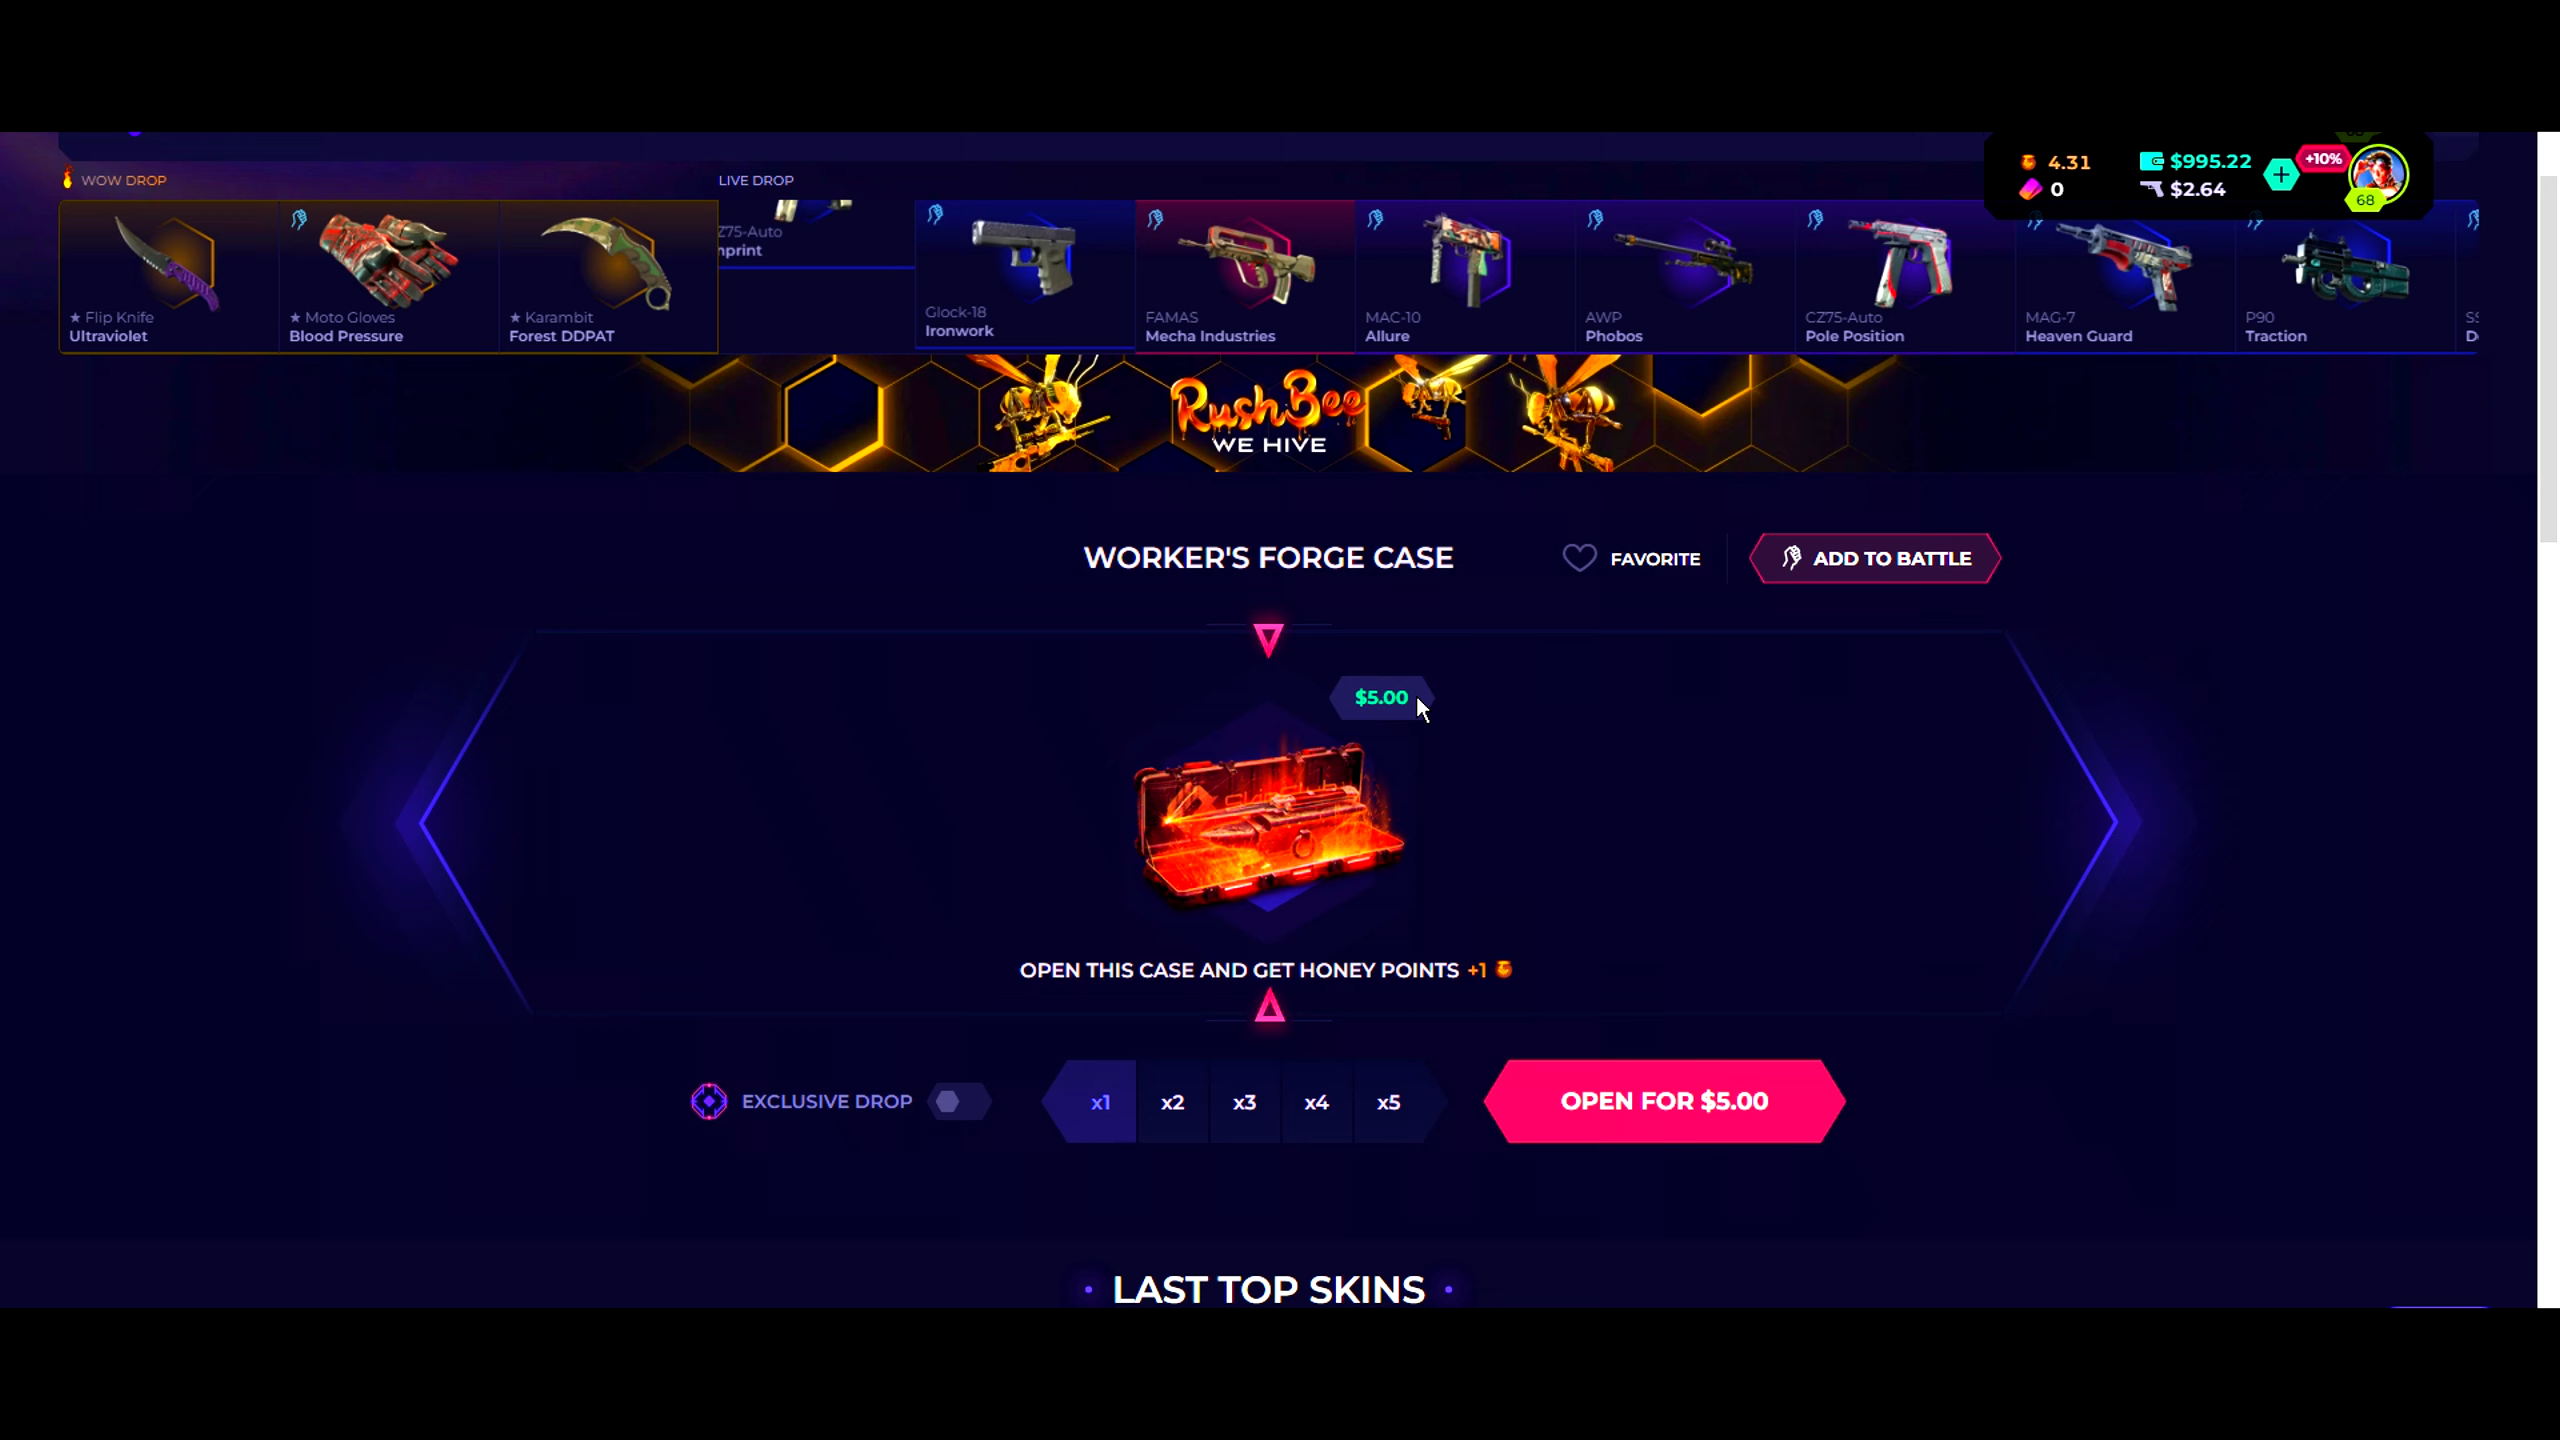 WOW DROP
LIVE DROP
4.31
$995.22
+10%
0
$2.64
68
★ Flip Knife
Ultraviolet
★ Moto Gloves
Blood Pressure
★ Karambit
Forest DDPAT
Z75-Auto
nprint
Glock-18
Ironwork
FAMAS
Mecha Industries
MAC-10
Allure
AWP
Phobos
CZ75-Auto
Pole Position
MAG-7
Heaven Guard
P90
Traction
RushBee
WE HIVE
WORKER'S FORGE CASE
FAVORITE
ADD TO BATTLE
$5.00
OPEN THIS CASE AND GET HONEY POINTS +1
EXCLUSIVE DROP
x1
x2
x3
x4
x5
OPEN FOR $5.00
• LAST TOP SKINS •